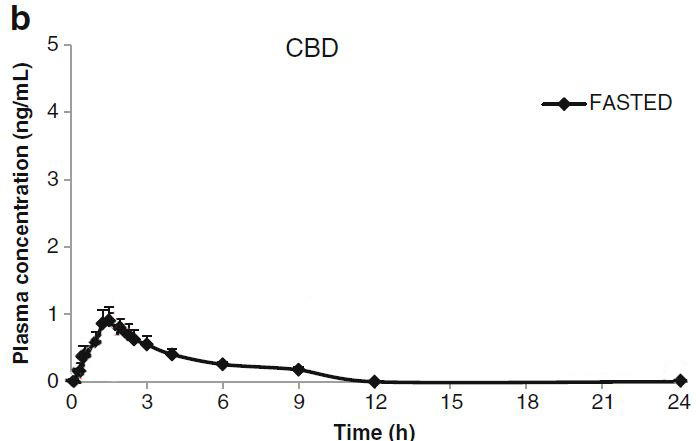 b
CBD
5
4
3
2
1
0
Plasma concentration (ng/mL)
FASTED
0 3 6 9 12 15 18 21 24
Time (h)